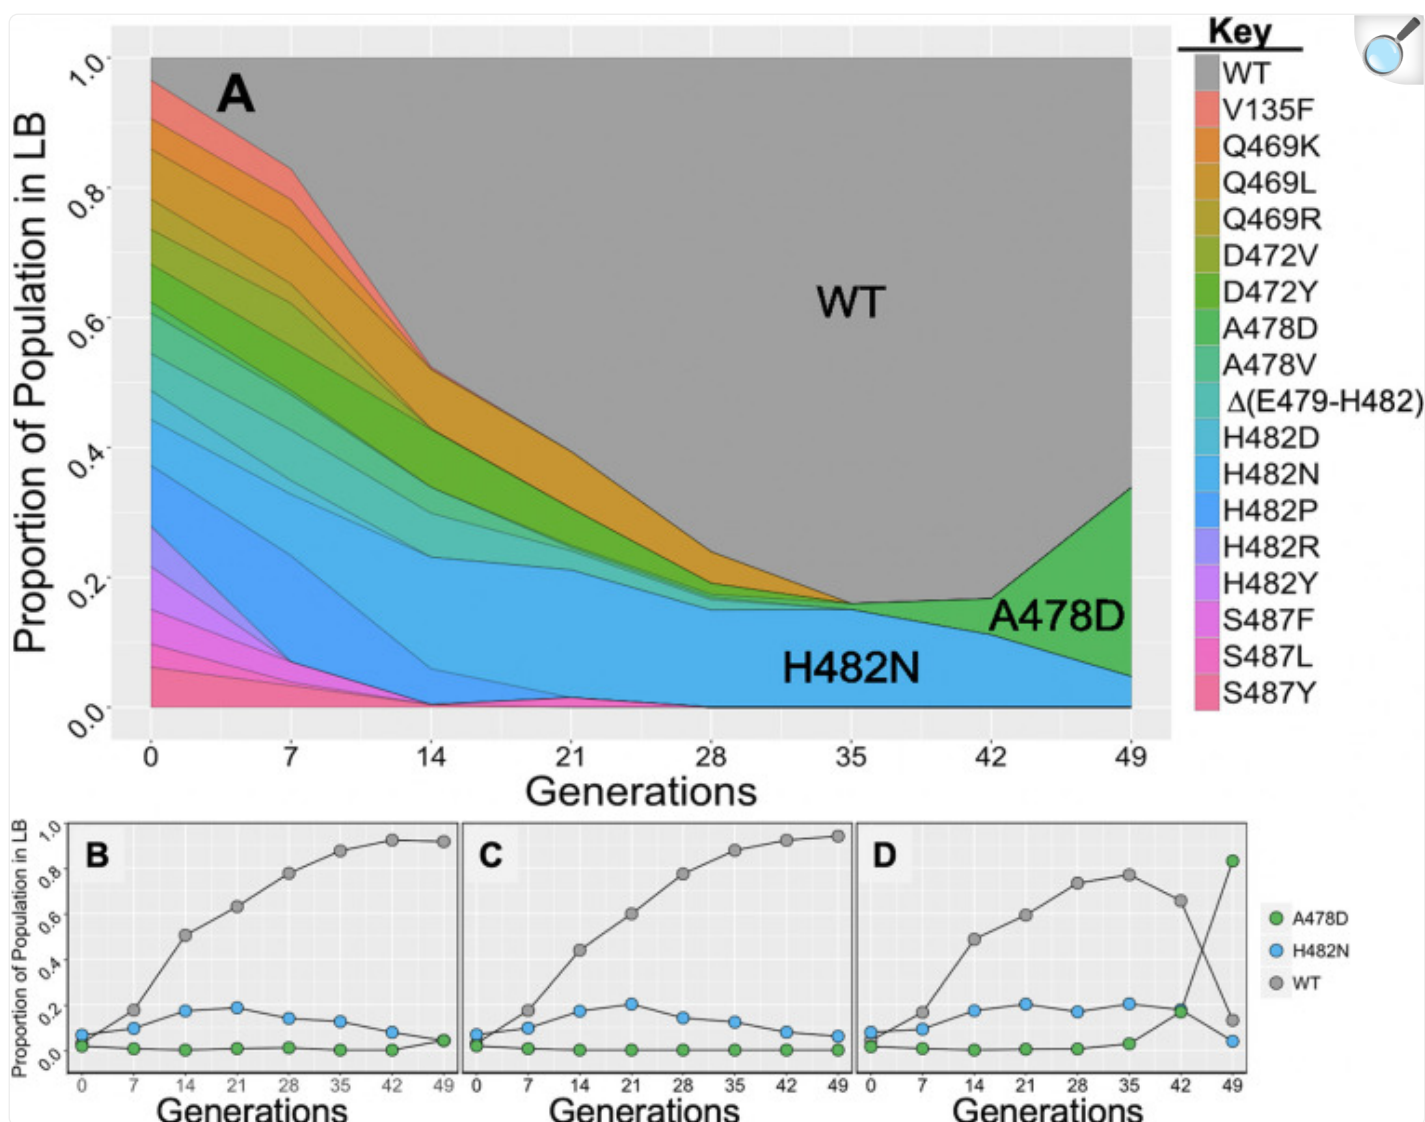 Key
A
Proportion of Population in LB
1.0
0.8
0.6
0.4
0.2
0.0
WT
A478D
H482N
0 7 14 21 28 35 42 49
Generations
WT
V135F
Q469K
Q469L
Q469R
D472V
D472Y
A478D
A478V
Δ(E479-H482)
H482D
H482N
H482P
H482R
H482Y
S487F
S487L
S487Y
Proportion of Population in LB
1.0
0.8
0.6
0.4
0.2
0.0
B
0 7 14 21 28 35 42 49
Generations
C
0 7 14 21 28 35 42 49
Generations
D
0 7 14 21 28 35 42 49
Generations
A478D
H482N
WT